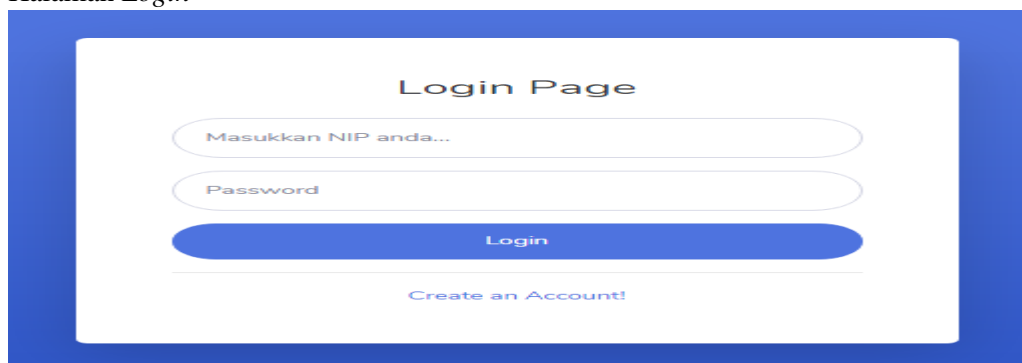 Login Page
Masukkan NIP anda...
Password
Login
Create an Account!